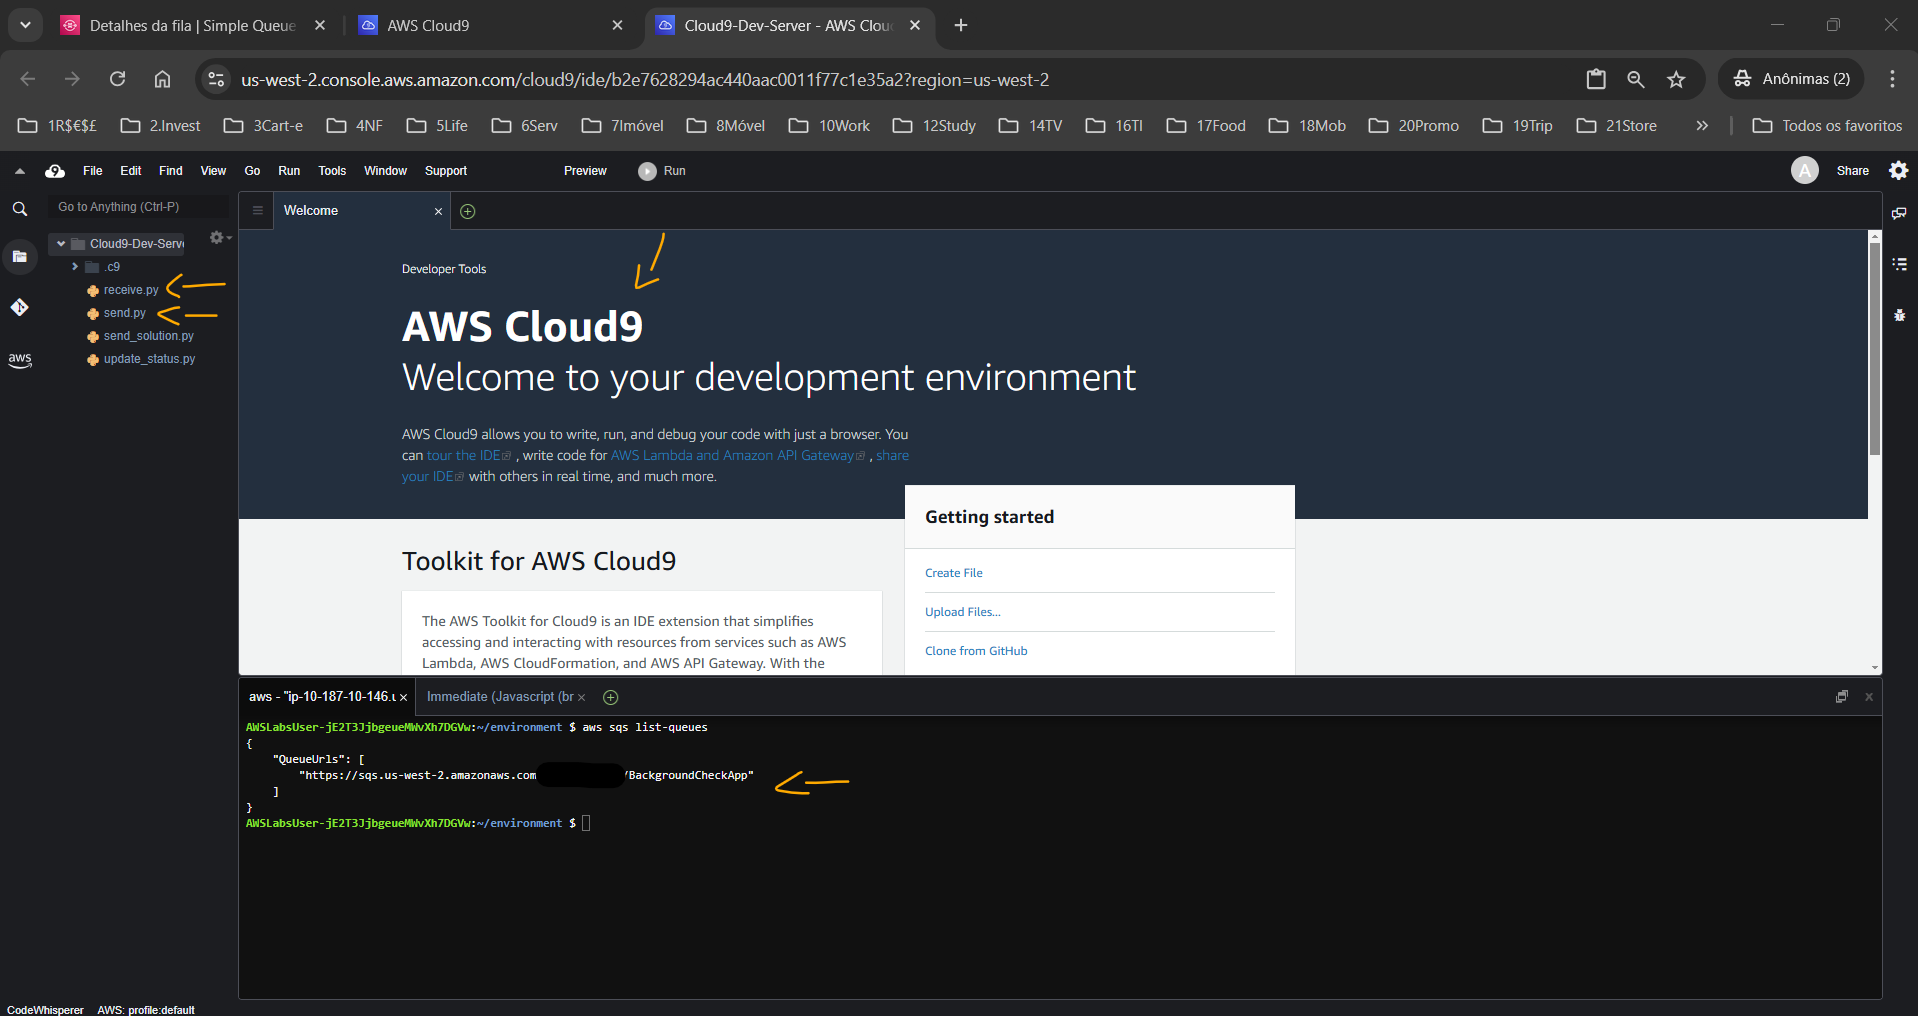 Detalhes da fila | Simple Queue
AWS Cloud9
Cloud9-Dev-Server - AWS Clou
us-west-2.console.aws.amazon.com/cloud9/ide/b2e7628294ac440aac0011f77c1e35a2?region=us-west-2
Anônimas (2)
1R$€$£
2.Invest
3Cart-e
4NF
5Life
6Serv
7Imóvel
8Móvel
10Work
12Study
14TV
16TI
17Food
18Mob
20Promo
19Trip
21Store
Todos os favoritos
9 File Edit Find View Go Run Tools Window Support Preview Run
A Share
Go to Anything (Ctrl-P)
Cloud9-Dev-Serve
.c9
receive.py
send.py
send_solution.py
update_status.py
aws
Welcome
Developer Tools
AWS Cloud9
Welcome to your development environment
AWS Cloud9 allows you to write, run, and debug your code with just a browser. You
can tour the IDE , write code for AWS Lambda and Amazon API Gateway , share
your IDE with others in real time, and much more.
Getting started
Create File
Upload Files...
Clone from GitHub
Toolkit for AWS Cloud9
The AWS Toolkit for Cloud9 is an IDE extension that simplifies
accessing and interacting with resources from services such as AWS
Lambda, AWS CloudFormation, and AWS API Gateway. With the
aws - "ip-10-187-10-146.u
Immediate (Javascript (br
AWSLabsUser-jE2T3JjbgeueMWvXh7DGVw:~/environment $ aws sqs list-queues
{
"QueueUrls": [
"https://sqs.us-west-2.amazonaws.com /BackgroundCheckApp"
]
}
AWSLabsUser-jE2T3JjbgeueMWvXh7DGVw:~/environment $
CodeWhisperer AWS: profile:default